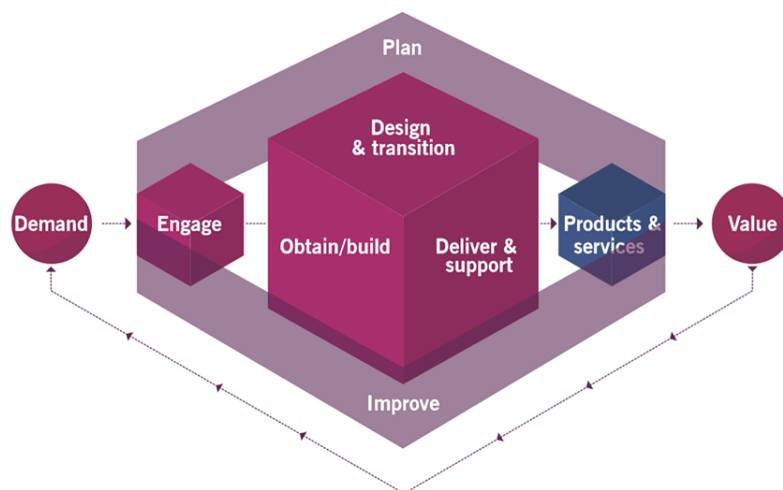 Plan
Design
& transition
Demand
Engage
Obtain/build
Deliver &
support
Products &
services
Value
Improve